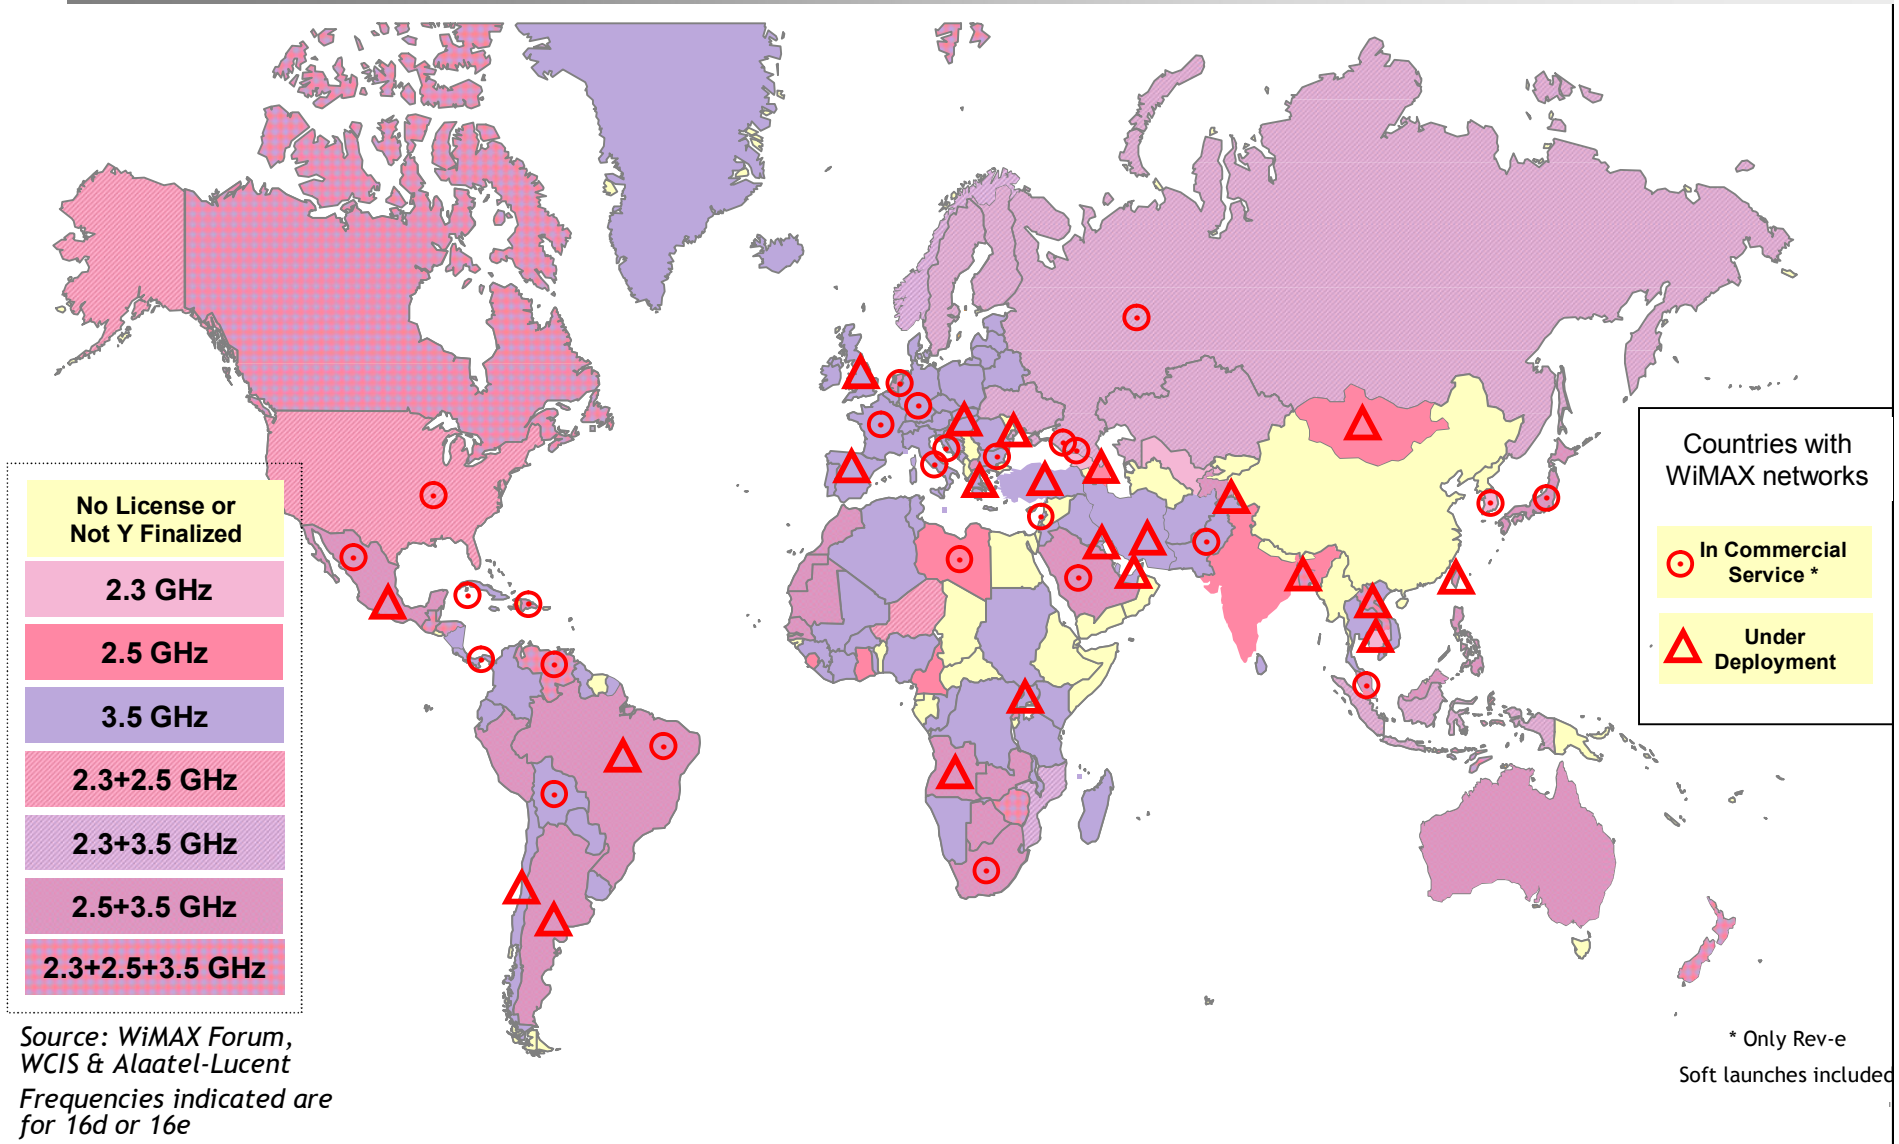 No License or
Not Y Finalized
2.3 GHz
2.5 GHz
3.5 GHz
2.3+2.5 GHz
2.3+3.5 GHz
2.5+3.5 GHz
2.3+2.5+3.5 GHz
Source: WiMAX Forum,
WCIS & Alaatel-Lucent
Frequencies indicated are
for 16d or 16e
Countries with
WiMAX networks
In Commercial
Service *
Under
Deployment
* Only Rev-e
Soft launches included